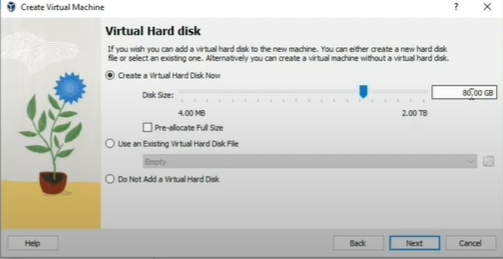 Create Virtual Machine
? ×
Virtual Hard disk
If you wish you can add a virtual hard disk to the new machine. You can either create a new hard disk
file or select an existing one. Alternatively you can create a virtual machine without a virtual hard disk.
Create a Virtual Hard Disk Now
Disk Size:
80,00 GB
4.00 MB
2.00 TB
Pre-allocate Full Size
Use an Existing Virtual Hard Disk File
Empty
Do Not Add a Virtual Hard Disk
Help
Back
Next
Cancel